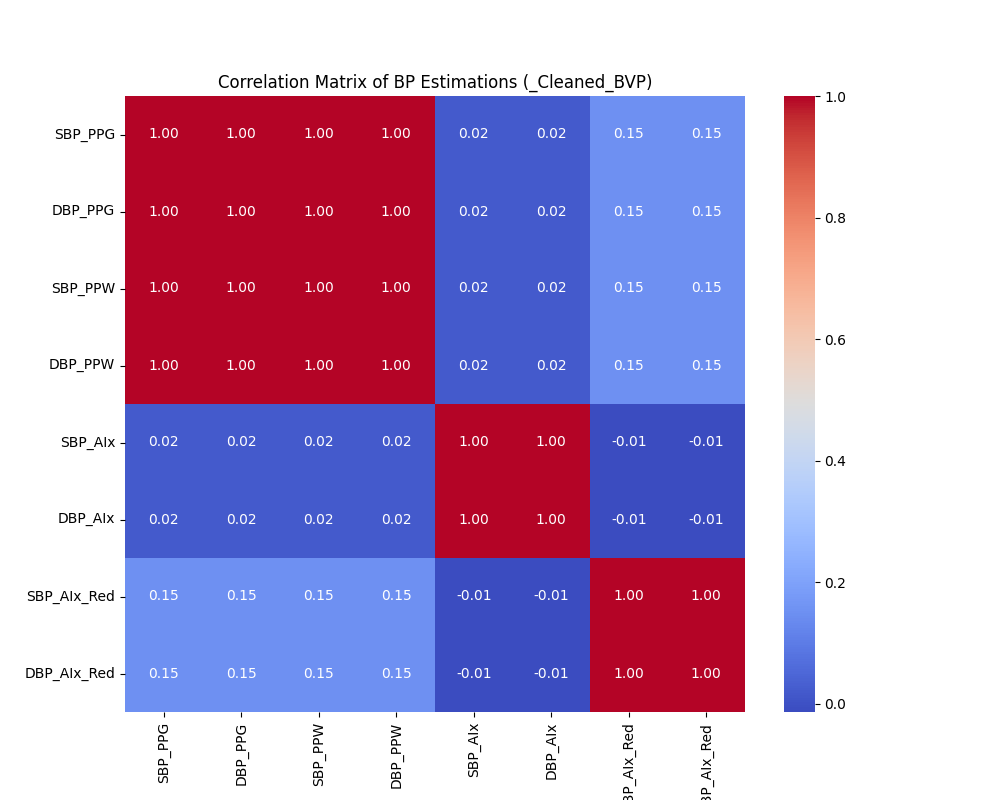 Correlation Matrix of BP Estimations (_Cleaned_BVP)
SBP_PPG 1.00 1.00 1.00 1.00 0.02 0.02 0.15 0.15
DBP_PPG 1.00 1.00 1.00 1.00 0.02 0.02 0.15 0.15
SBP_PPW 1.00 1.00 1.00 1.00 0.02 0.02 0.15 0.15
DBP_PPW 1.00 1.00 1.00 1.00 0.02 0.02 0.15 0.15
SBP_AIx 0.02 0.02 0.02 0.02 1.00 1.00 -0.01 -0.01
DBP_AIx 0.02 0.02 0.02 0.02 1.00 1.00 -0.01 -0.01
SBP_AIx_Red 0.15 0.15 0.15 0.15 -0.01 -0.01 1.00 1.00
DBP_AIx_Red 0.15 0.15 0.15 0.15 -0.01 -0.01 1.00 1.00
SBP_PPG
DBP_PPG
SBP_PPW
DBP_PPW
SBP_AIx
DBP_AIx
BP_AIx_Red
BP_AIx_Red
1.0
0.8
0.6
0.4
0.2
0.0